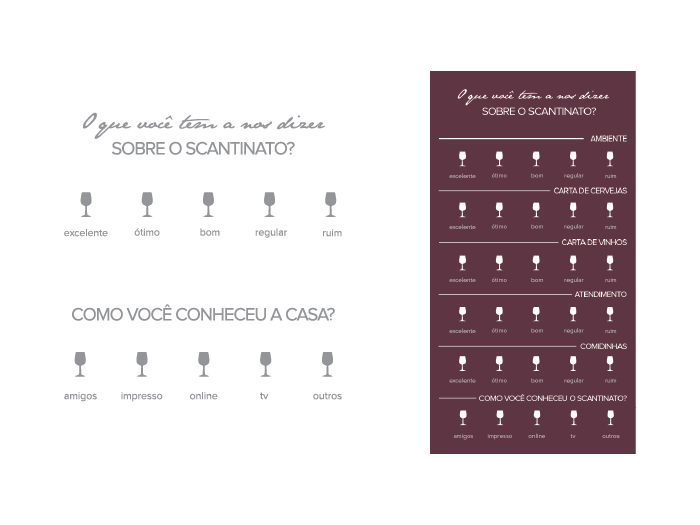 O que você tem a nos dizer
SOBRE O SCANTINATO?
excelente ótimo bom regular ruim
COMO VOCÊ CONHECEU A CASA?
amigos impresso online tv outros
O que você tem a nos dizer
SOBRE O SCANTINATO?
AMBIENTE
excelente ótimo bom regular ruim
CARTA DE CERVEJAS
excelente ótimo bom regular ruim
CARTA DE VINHOS
excelente ótimo bom regular ruim
ATENDIMENTO
excelente ótimo bom regular ruim
COMIDINHAS
excelente ótimo bom regular ruim
COMO VOCÊ CONHECEU O SCANTINATO?
amigos impresso online tv outros